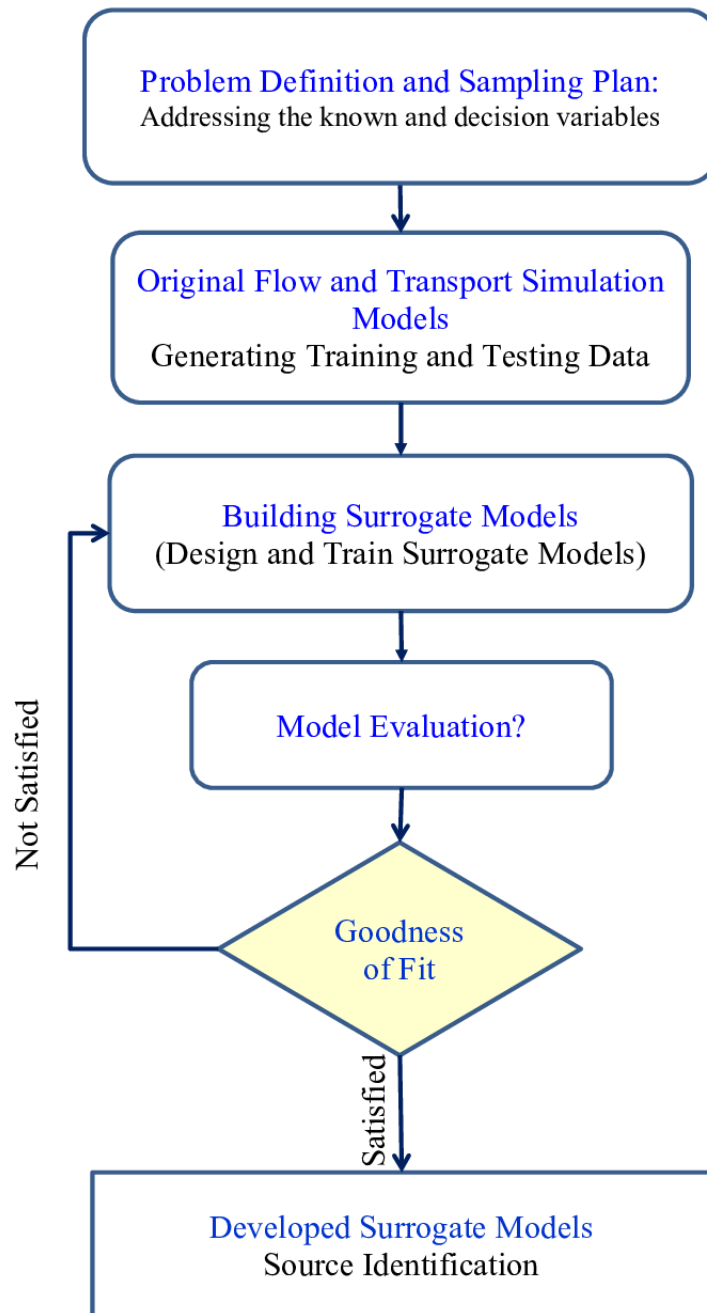 Problem Definition and Sampling Plan:
Addressing the known and decision variables
Original Flow and Transport Simulation
Models
Generating Training and Testing Data
Building Surrogate Models
(Design and Train Surrogate Models)
Model Evaluation?
Not Satisfied
Goodness
of Fit
Satisfied
Developed Surrogate Models
Source Identification